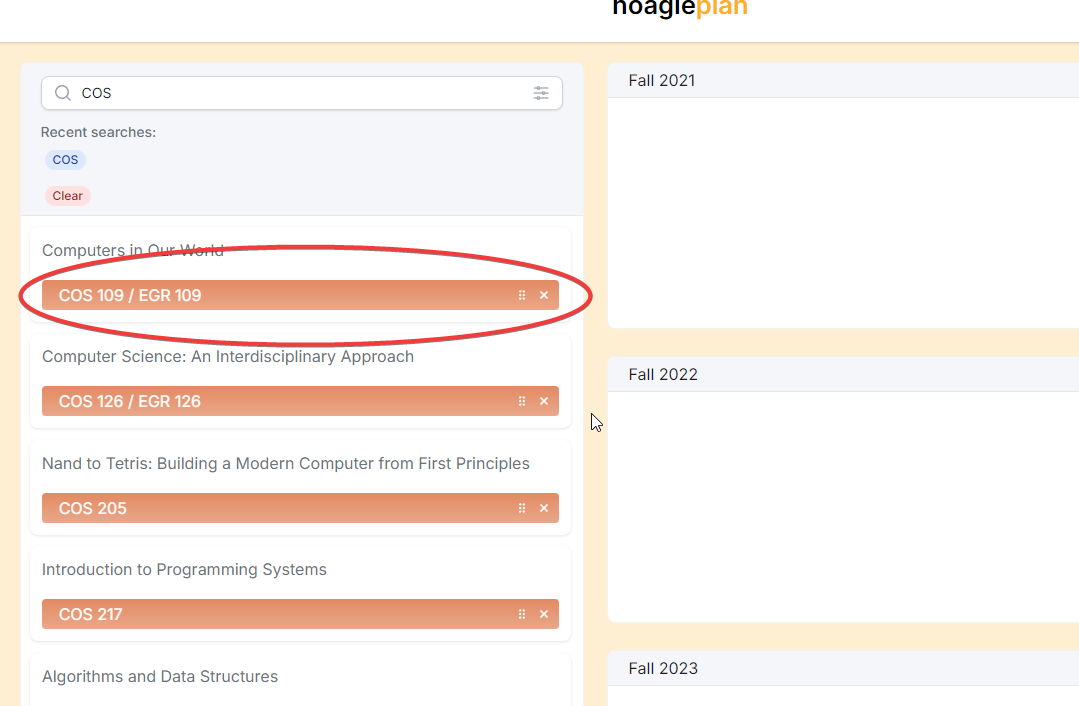 hoagieplan
COS
Recent searches:
COS
Clear
Computers in Our World
COS 109 / EGR 109
Computer Science: An Interdisciplinary Approach
COS 126 / EGR 126
Nand to Tetris: Building a Modern Computer from First Principles
COS 205
Introduction to Programming Systems
COS 217
Algorithms and Data Structures
Fall 2021
Fall 2022
Fall 2023